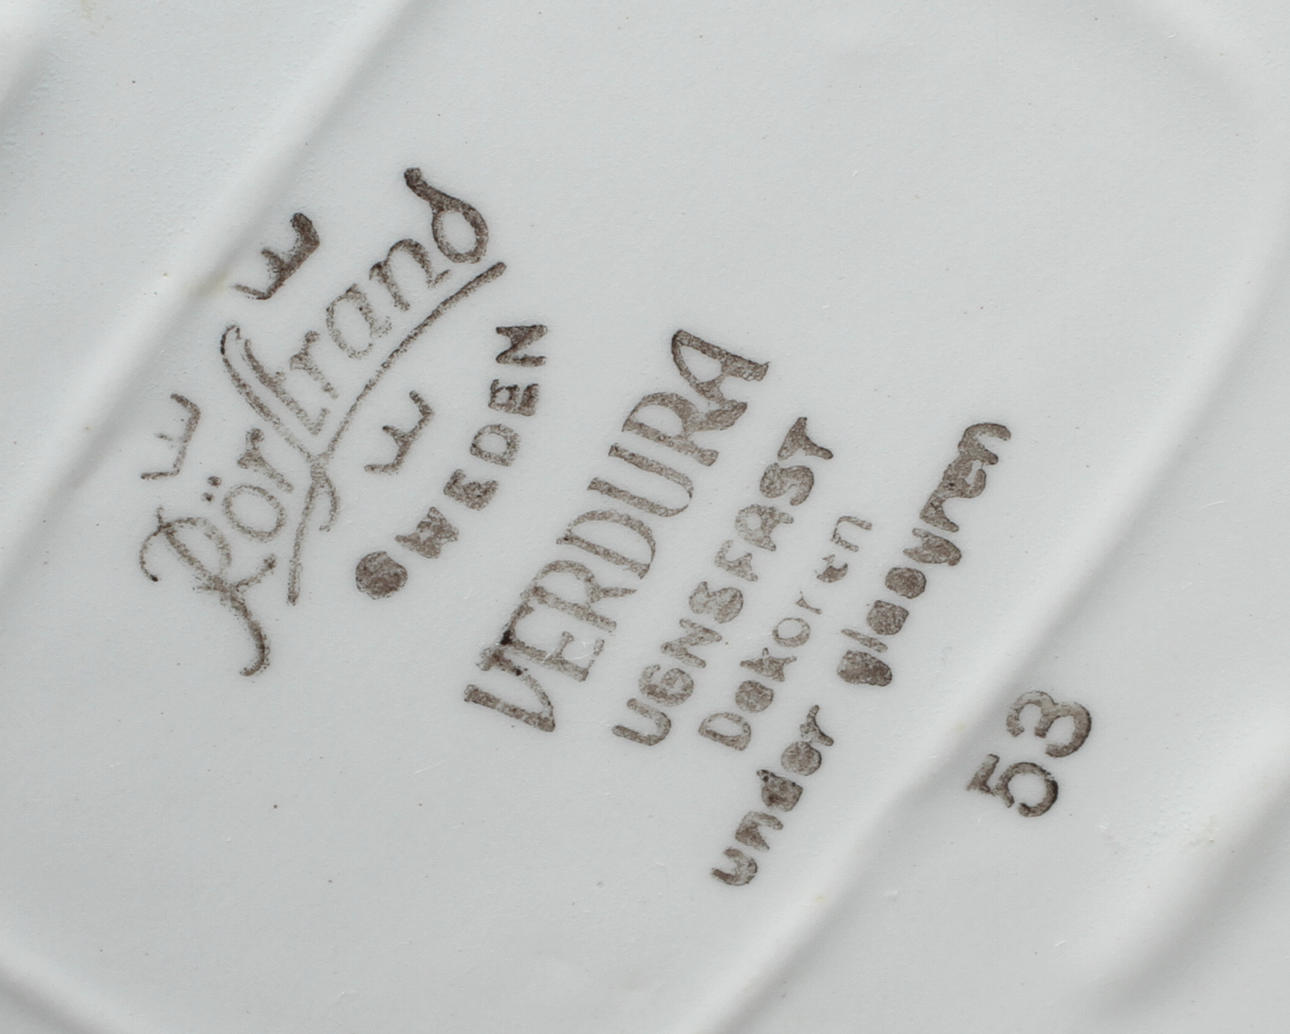 Rörstrand
SWEDEN
VERDURA
UGNSFAST
Dekoren
under glasyren
53